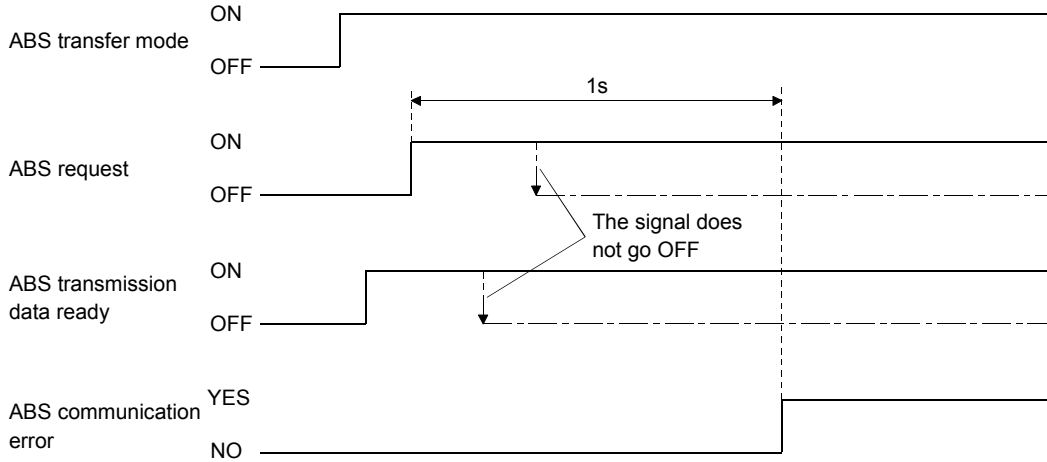 ON
ABS transfer mode
OFF
1s
ON
ABS request
OFF
The signal does
not go OFF
ON
ABS transmission
data ready
OFF
YES
ABS communication
error
NO